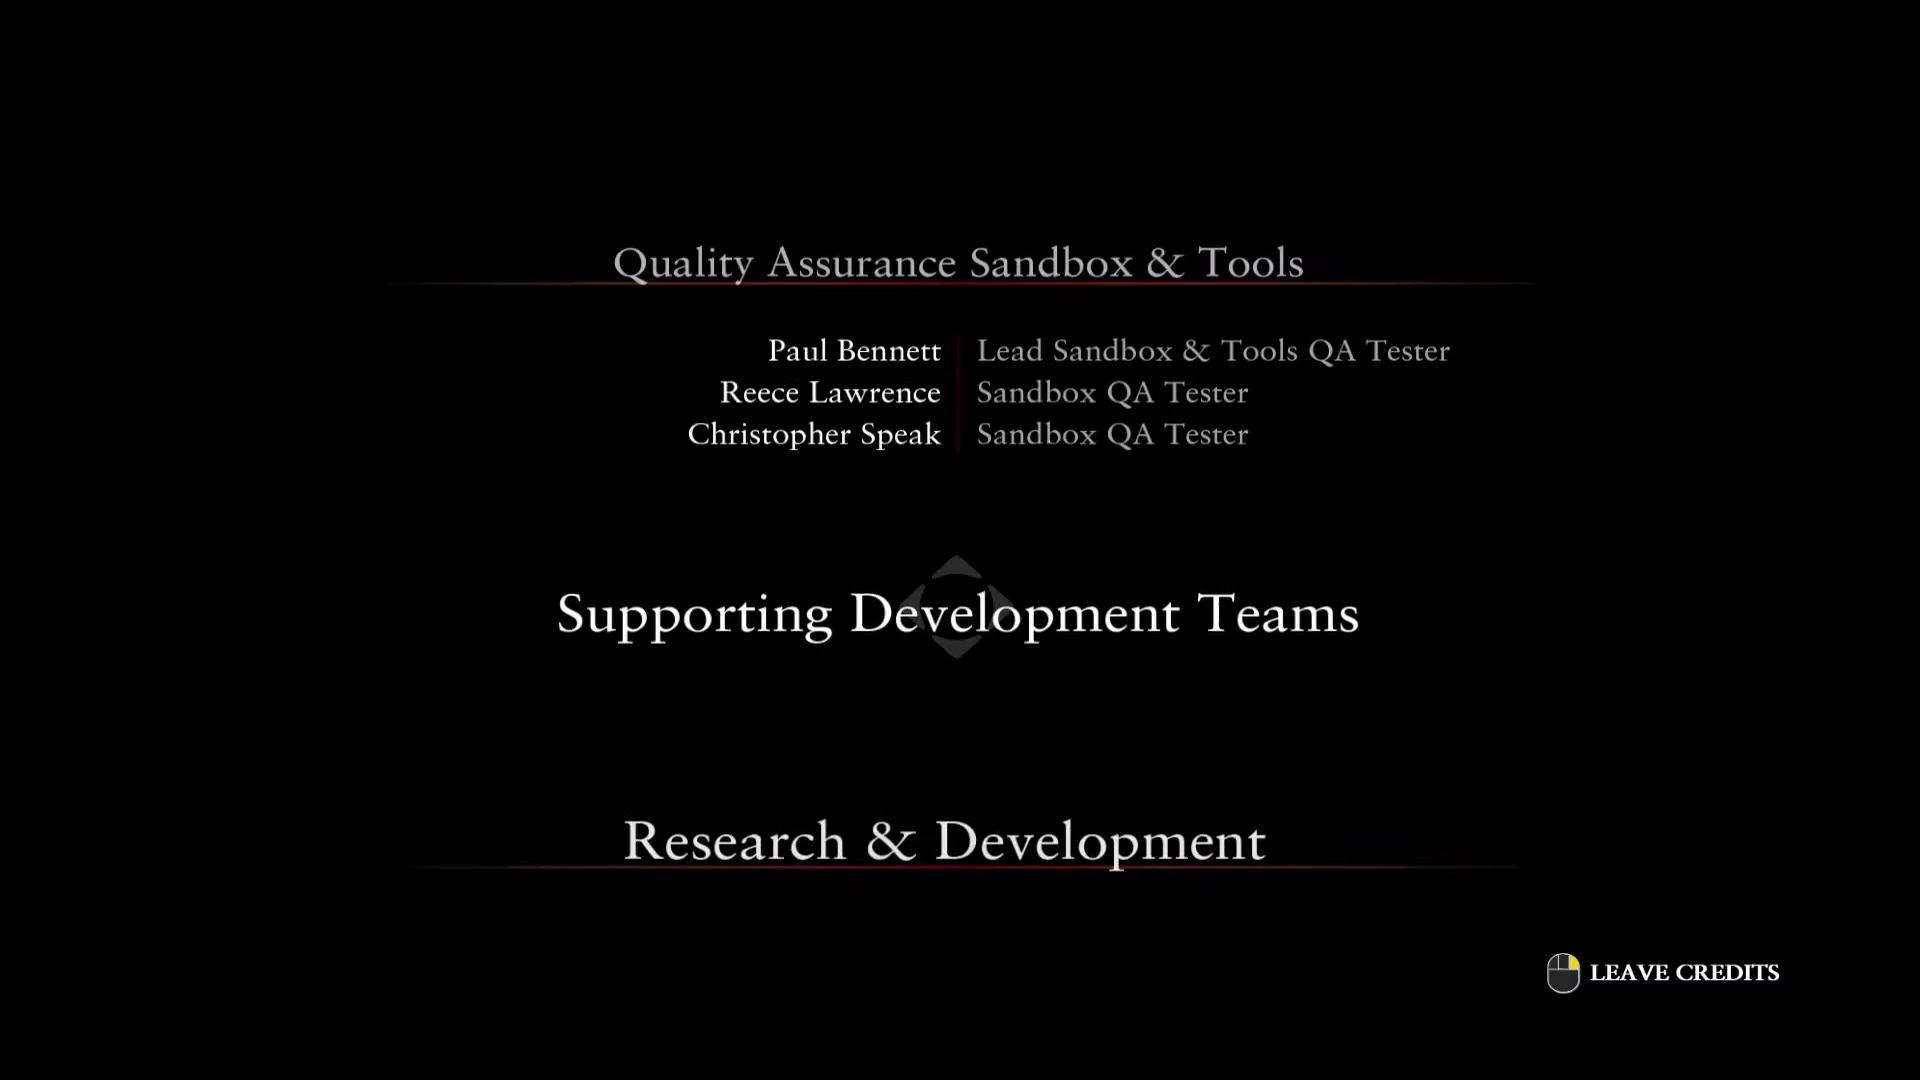 Quality Assurance Sandbox & Tools
Paul Bennett Lead Sandbox & Tools QA Tester
Reece Lawrence Sandbox QA Tester
Christopher Speak Sandbox QA Tester
Supporting Development Teams
Research & Development
LEAVE CREDITS